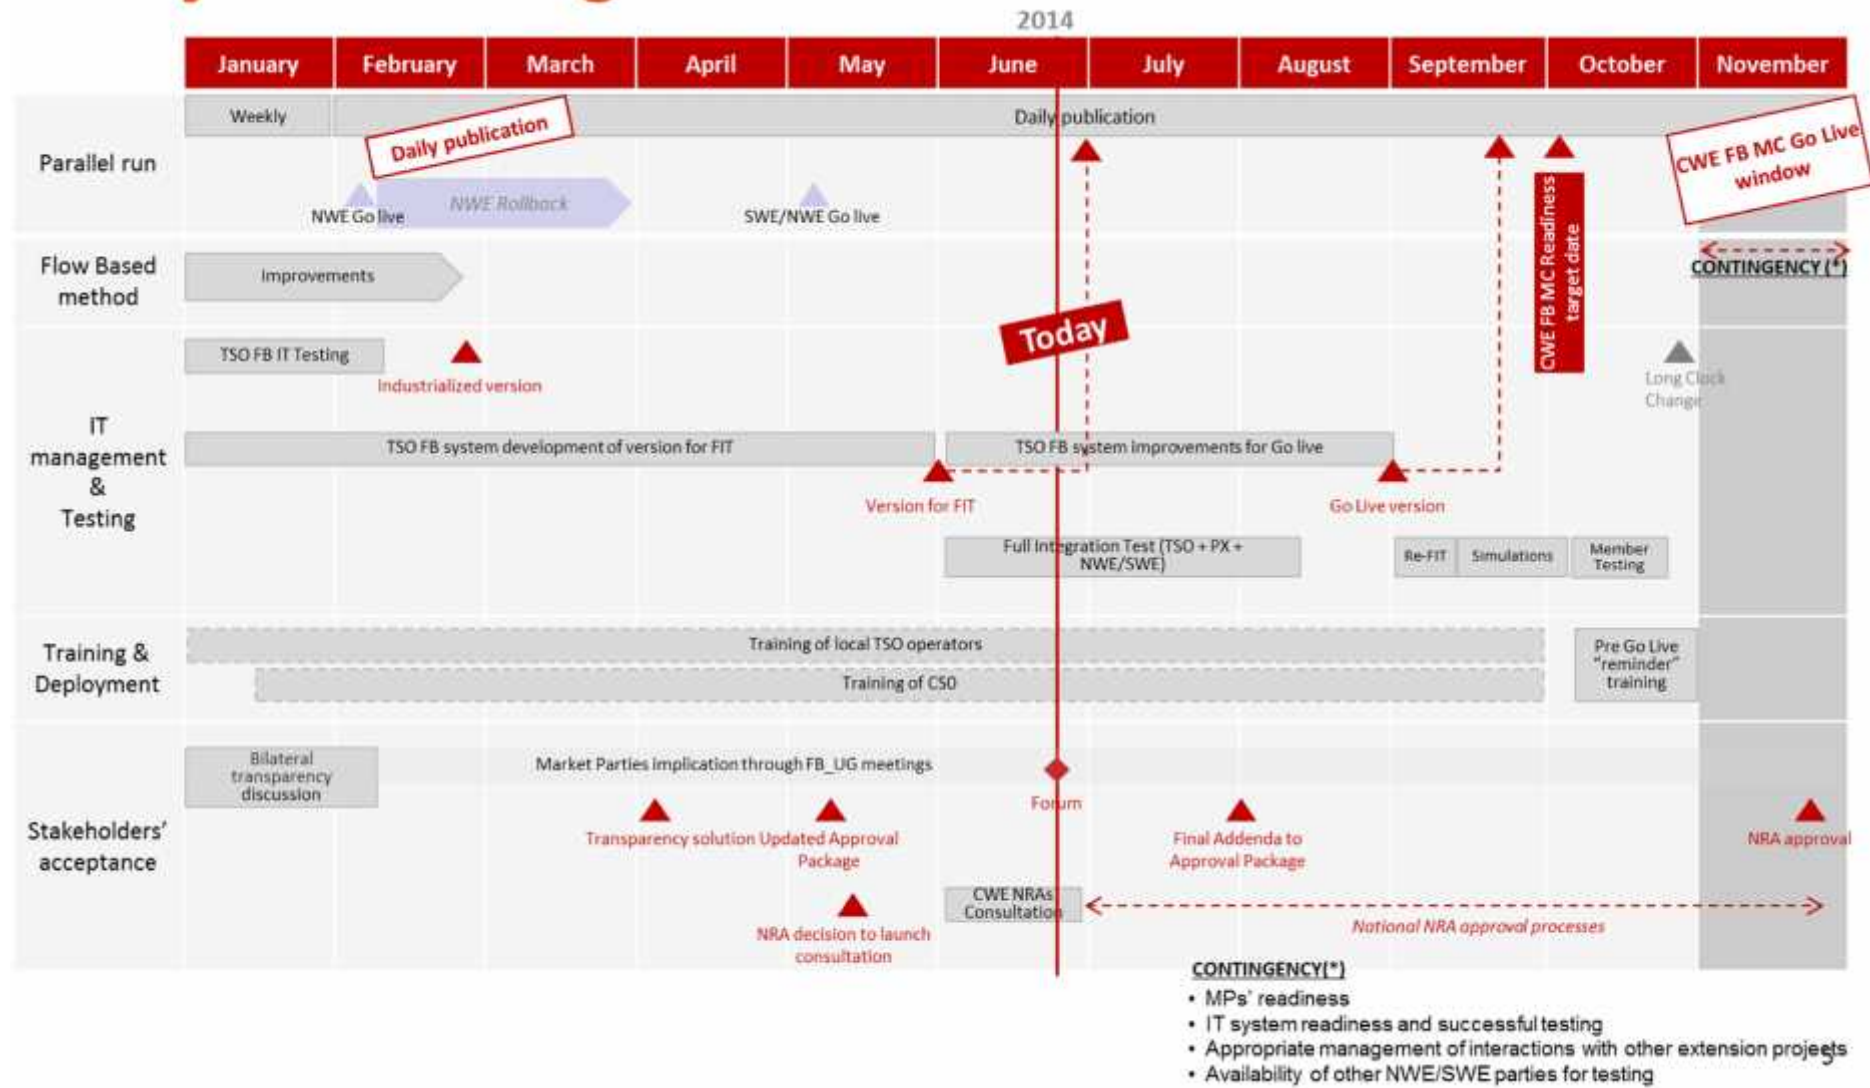 2014
January
February
March
April
May
June
July
August
September
October
November
Parallel run
Weekly
Daily publication
Daily publication
NWE Go live
NWE Rollback
SWE/NWE Go live
CWE FB MC Readiness
target date
CWE FB MC Go Live
window
Flow Based
method
Improvements
CONTINGENCY (*)
Today
IT
management
&
Testing
TSO FB IT Testing
Industrialized version
Long Clock
Change
TSO FB system development of version for FIT
TSO FB system improvements for Go live
Version for FIT
Go Live version
Full Integration Test (TSO + PX +
NWE/SWE)
Re-FIT
Simulations
Member
Testing
Training &
Deployment
Training of local TSO operators
Training of CSO
Pre Go Live
"reminder"
training
Stakeholders'
acceptance
Bilateral
transparency
discussion
Market Parties implication through FB_UG meetings
Forum
Transparency solution
Updated Approval
Package
Final Addenda to
Approval Package
NRA approval
NRA decision to launch
consultation
CWE NRAs
Consultation
National NRA approval processes
CONTINGENCY(*)
• MPs' readiness
• IT system readiness and successful testing
• Appropriate management of interactions with other extension projects
• Availability of other NWE/SWE parties for testing
5